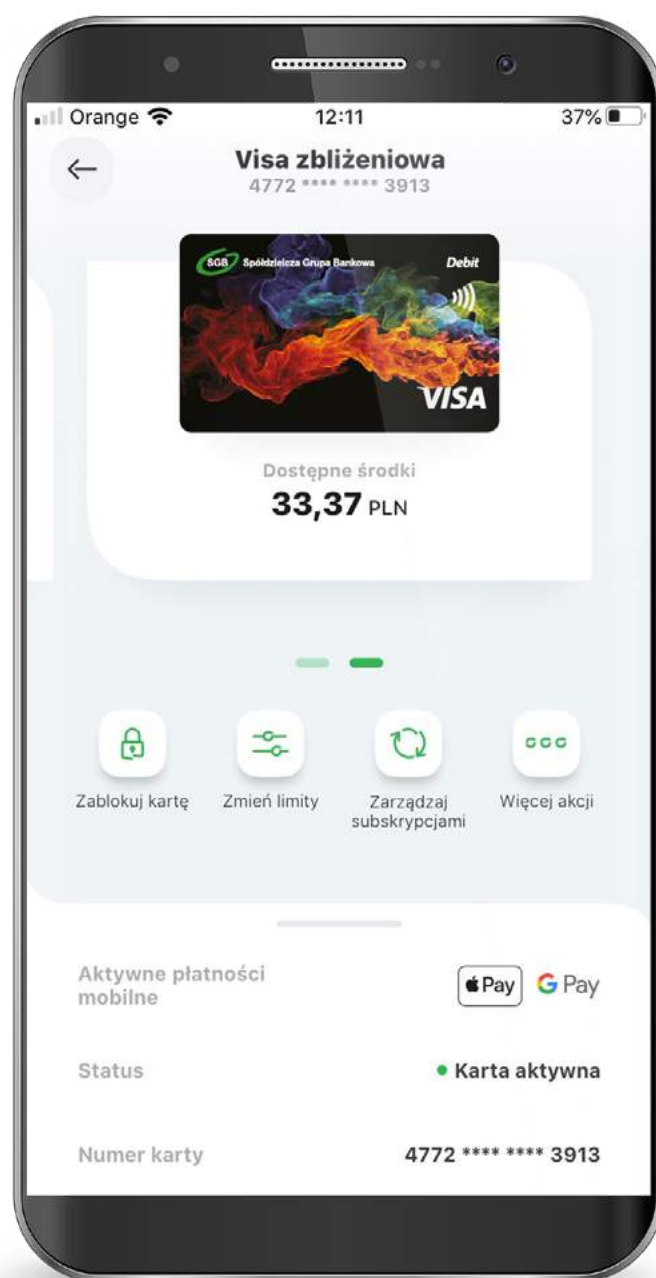 Orange 12:11 37%
Visa zbliżeniowa
4772 **** **** 3913
SGB Spółdzielcza Grupa Bankowa Debit
VISA
Dostępne środki
33,37 PLN
Zablokuj kartę Zmień limity Zarządzaj subskrypcjami Więcej akcji
Aktywne płatności
mobilne
Pay G Pay
Status Karta aktywna
Numer karty 4772 **** **** 3913